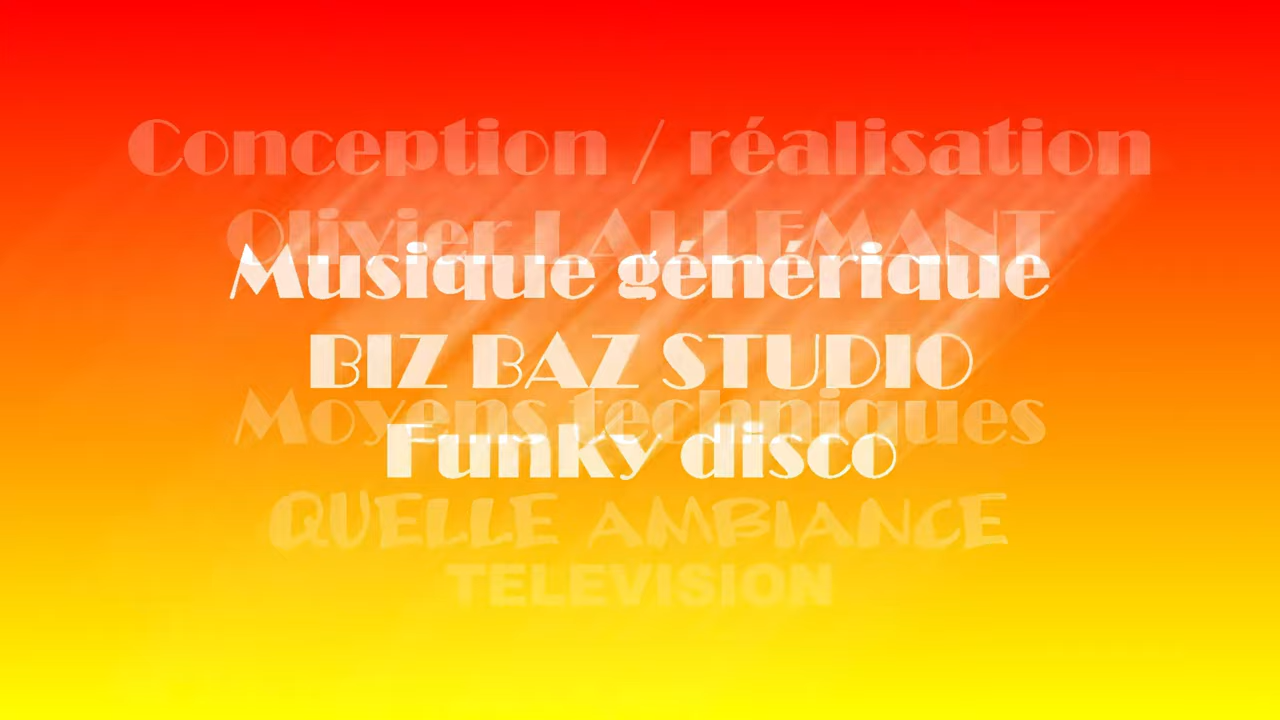 Conception / réalisation
Olivier LALLEMANT
Musique générique
BIZ BAZ STUDIO
Moyens techniques
Funky disco
QUELLE AMBIANCE
TELEVISION